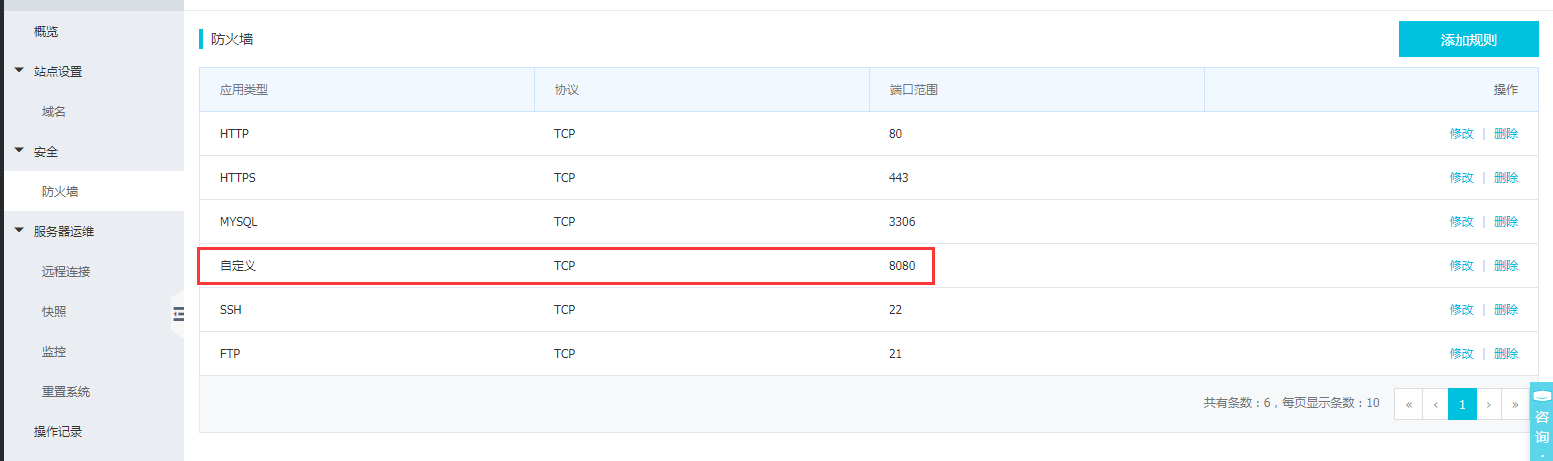 概览
站点设置
域名
安全
防火墙
服务器运维
远程连接
快照
监控
重置系统
操作记录
防火墙
添加规则
应用类型 协议 端口范围 操作
HTTP TCP 80 修改 | 删除
HTTPS TCP 443 修改 | 删除
MYSQL TCP 3306 修改 | 删除
自定义 TCP 8080 修改 | 删除
SSH TCP 22 修改 | 删除
FTP TCP 21 修改 | 删除
共有条数：6，每页显示条数：10 « ‹ 1 › »
咨
询
·